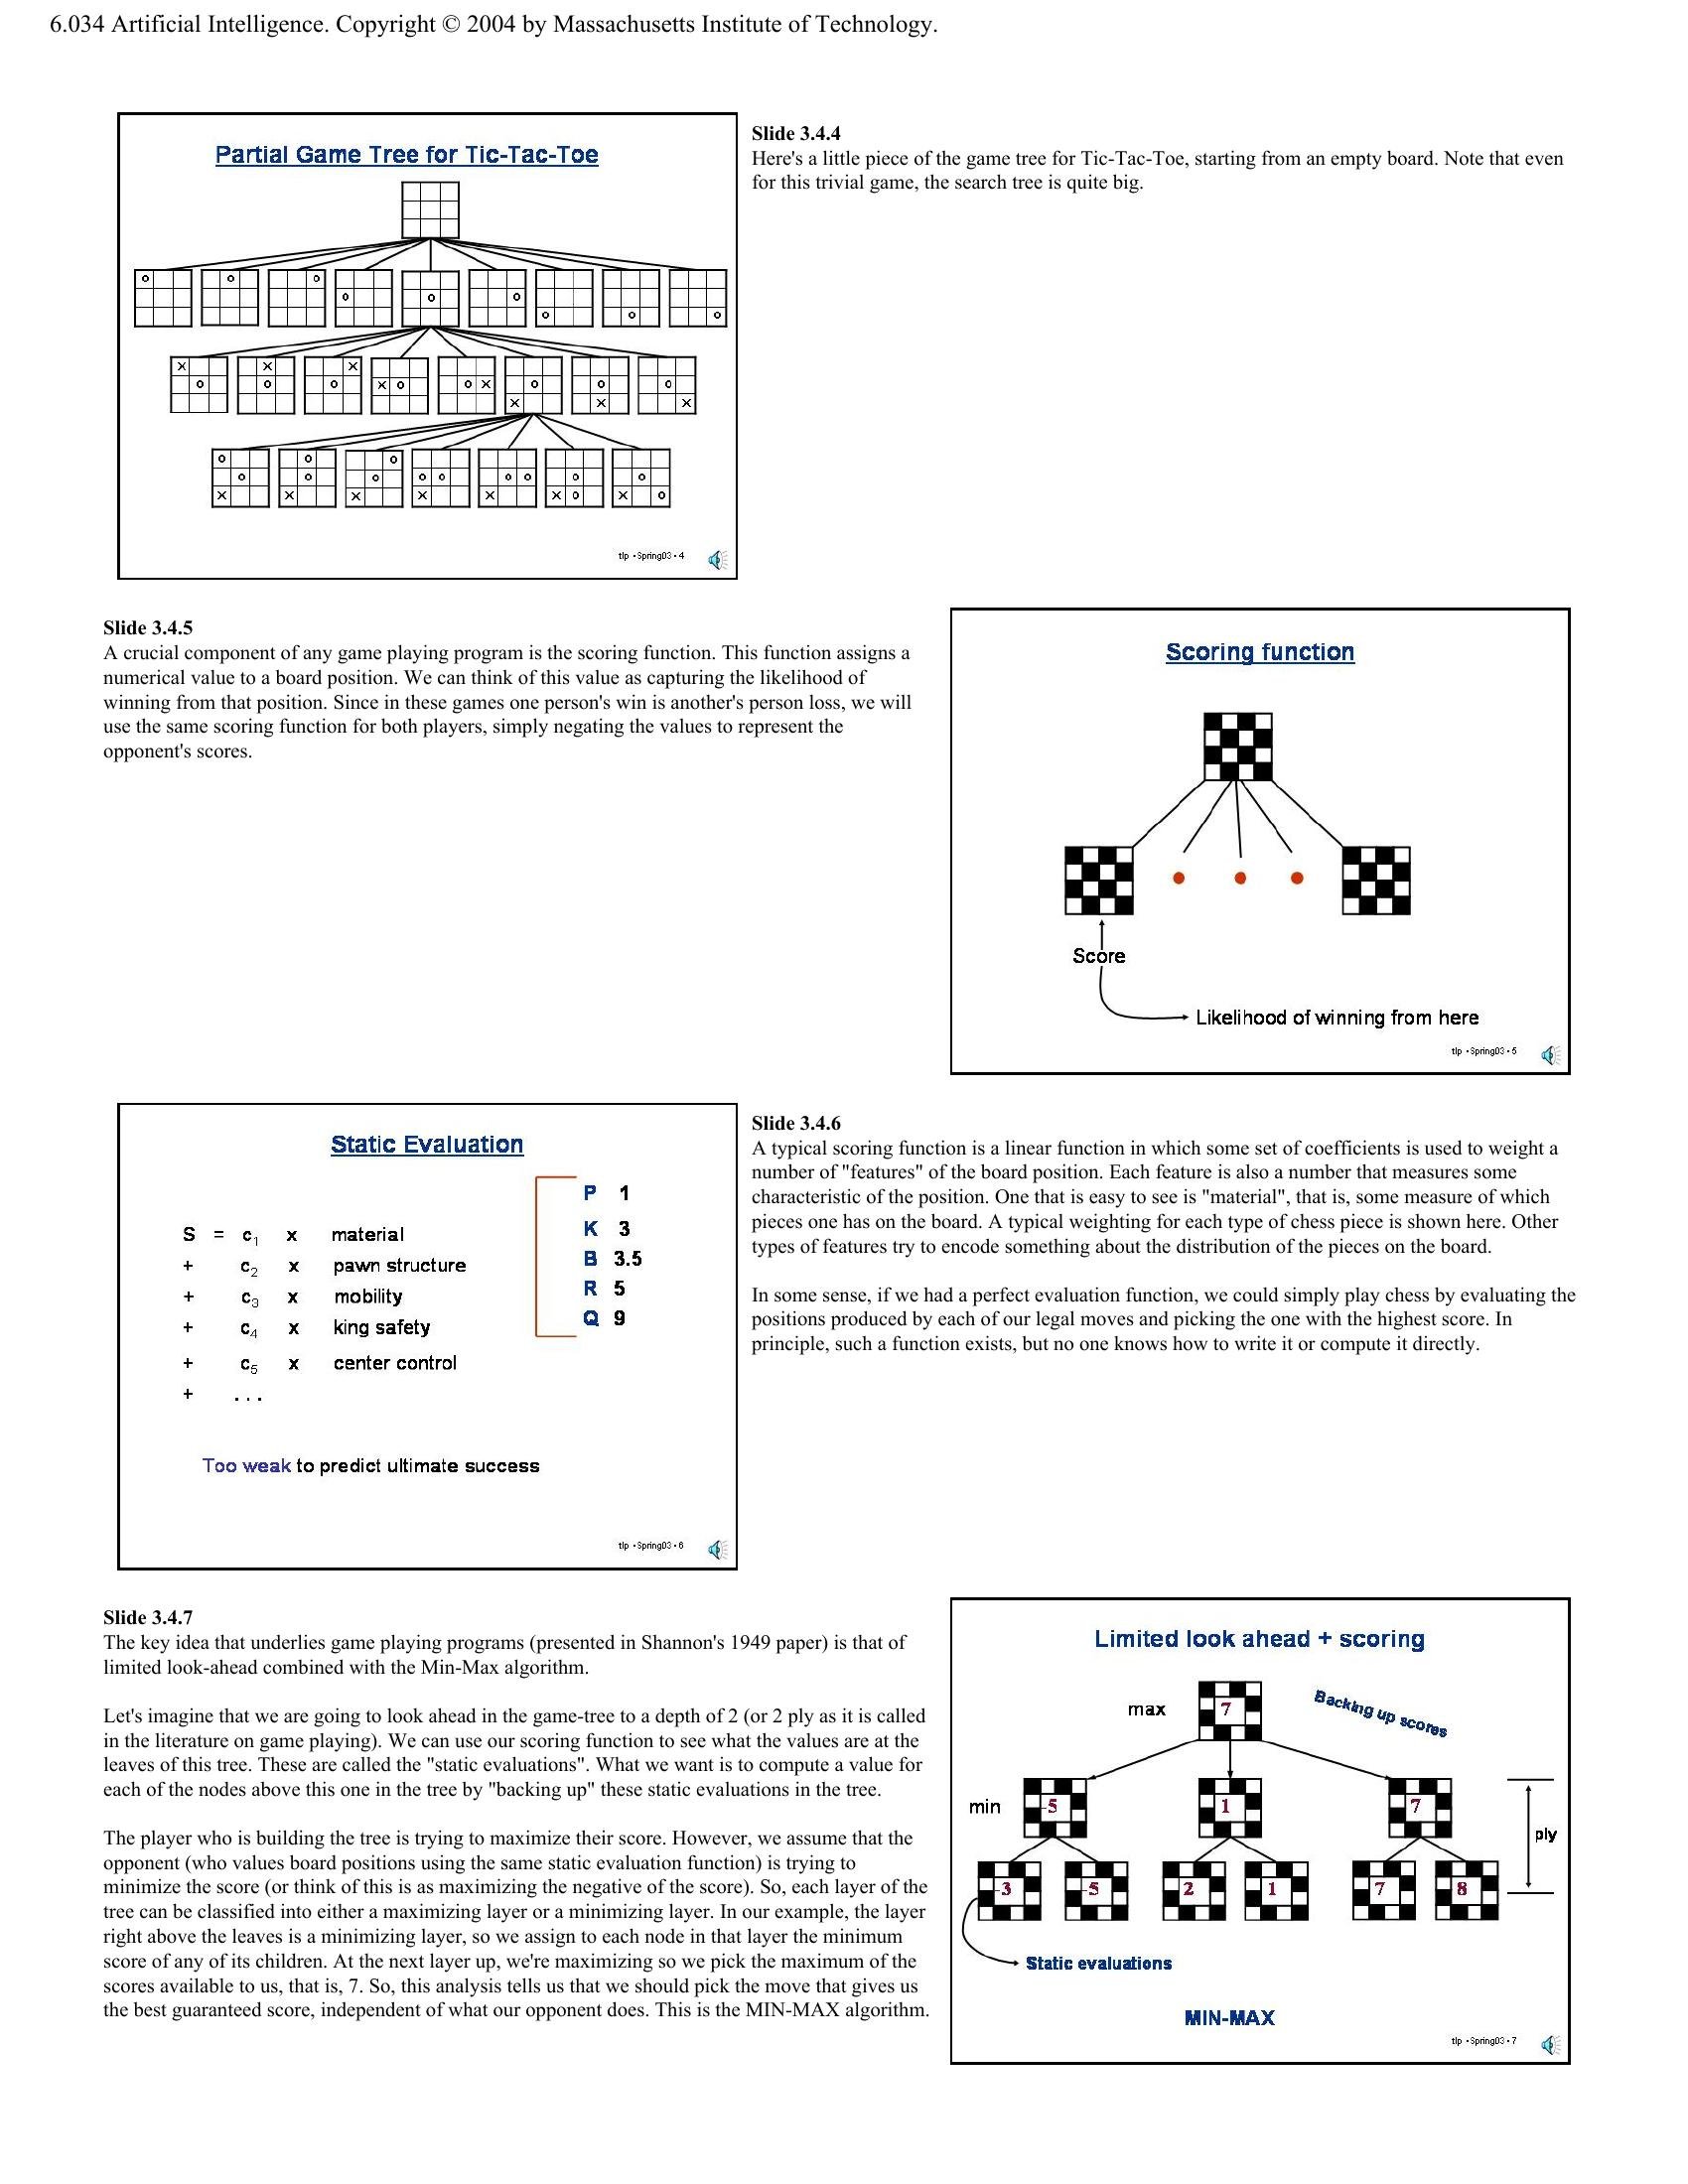 6.034 Artificial Intelligence. Copyright © 2004 by Massachusetts Institute of Technology.
Partial Game Tree for Tic-Tac-Toe
tlp • Spring03 • 4
Slide 3.4.4
Here's a little piece of the game tree for Tic-Tac-Toe, starting from an empty board. Note that even
for this trivial game, the search tree is quite big.
Slide 3.4.5
A crucial component of any game playing program is the scoring function. This function assigns a
numerical value to a board position. We can think of this value as capturing the likelihood of
winning from that position. Since in these games one person's win is another's person loss, we will
use the same scoring function for both players, simply negating the values to represent the
opponent's scores.
Scoring function
Score
Likelihood of winning from here
tlp • Spring03 • 5
Static Evaluation
S = c1 x material
+ c2 x pawn structure
+ c3 x mobility
+ c4 x king safety
+ c5 x center control
+ . . .
P 1
K 3
B 3.5
R 5
Q 9
Too weak to predict ultimate success
tlp • Spring03 • 6
Slide 3.4.6
A typical scoring function is a linear function in which some set of coefficients is used to weight a
number of "features" of the board position. Each feature is also a number that measures some
characteristic of the position. One that is easy to see is "material", that is, some measure of which
pieces one has on the board. A typical weighting for each type of chess piece is shown here. Other
types of features try to encode something about the distribution of the pieces on the board.
In some sense, if we had a perfect evaluation function, we could simply play chess by evaluating the
positions produced by each of our legal moves and picking the one with the highest score. In
principle, such a function exists, but no one knows how to write it or compute it directly.
Slide 3.4.7
The key idea that underlies game playing programs (presented in Shannon's 1949 paper) is that of
limited look-ahead combined with the Min-Max algorithm.
Let's imagine that we are going to look ahead in the game-tree to a depth of 2 (or 2 ply as it is called
in the literature on game playing). We can use our scoring function to see what the values are at the
leaves of this tree. These are called the "static evaluations". What we want is to compute a value for
each of the nodes above this one in the tree by "backing up" these static evaluations in the tree.
The player who is building the tree is trying to maximize their score. However, we assume that the
opponent (who values board positions using the same static evaluation function) is trying to
minimize the score (or think of this is as maximizing the negative of the score). So, each layer of the
tree can be classified into either a maximizing layer or a minimizing layer. In our example, the layer
right above the leaves is a minimizing layer, so we assign to each node in that layer the minimum
score of any of its children. At the next layer up, we're maximizing so we pick the maximum of the
scores available to us, that is, 7. So, this analysis tells us that we should pick the move that gives us
the best guaranteed score, independent of what our opponent does. This is the MIN-MAX algorithm.
Limited look ahead + scoring
max 7
Backing up scores
min -5 1 7
ply
-3 -5 2 1 7 8
Static evaluations
MIN-MAX
tlp • Spring03 • 7